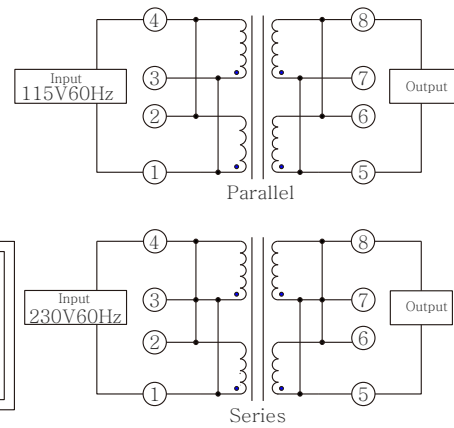 4 8
Input
115V60Hz
3 7
Output
2 6
1 5
Parallel
4 8
Input
230V60Hz
3 7
Output
2 6
1 5
Series